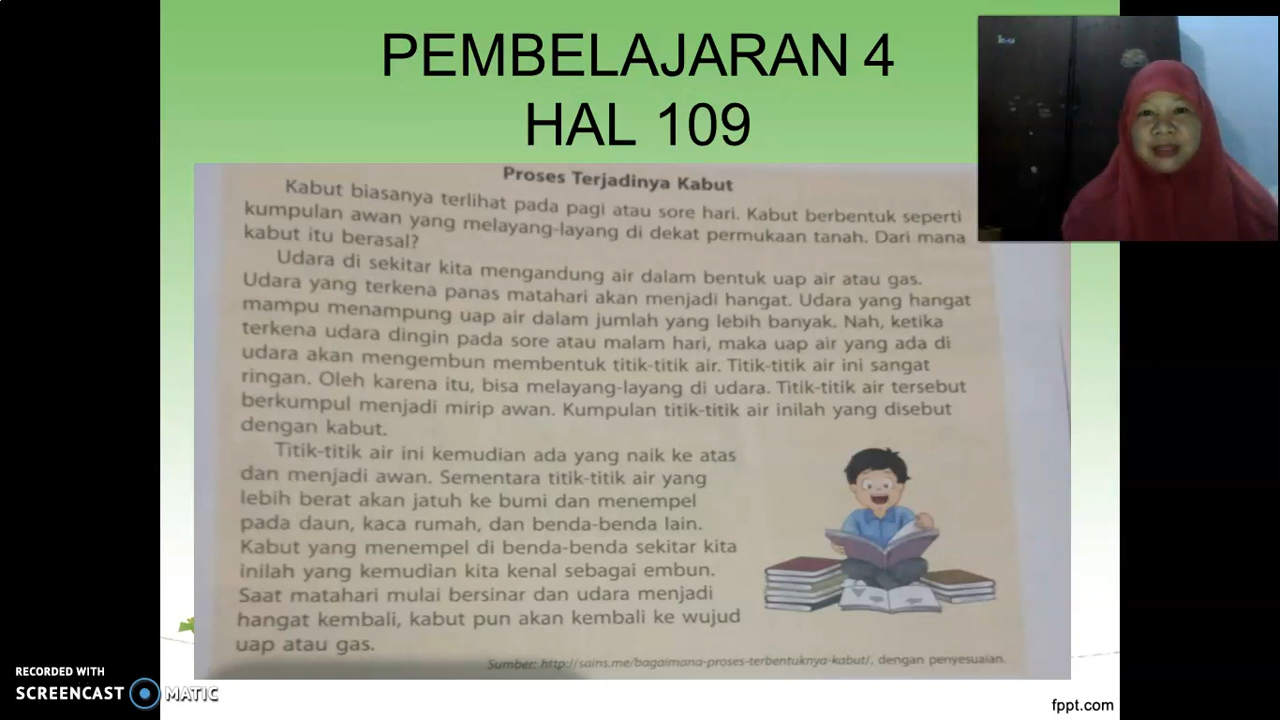 PEMBELAJARAN 4
HAL 109
Proses Terjadinya Kabut
Kabut biasanya terlihat pada pagi atau sore hari. Kabut berbentuk seperti
kumpulan awan yang melayang-layang di dekat permukaan tanah. Dari mana
kabut itu berasal?
Udara di sekitar kita mengandung air dalam bentuk uap air atau gas.
Udara yang terkena panas matahari akan menjadi hangat. Udara yang hangat
mampu menampung uap air dalam jumlah yang lebih banyak. Nah, ketika
terkena udara dingin pada sore atau malam hari, maka uap air yang ada di
udara akan mengembun membentuk titik-titik air. Titik-titik air ini sangat
ringan. Oleh karena itu, bisa melayang-layang di udara. Titik-titik air tersebut
berkumpul menjadi mirip awan. Kumpulan titik-titik air inilah yang disebut
dengan kabut.
Titik-titik air ini kemudian ada yang naik ke atas
dan menjadi awan. Sementara titik-titik air yang
lebih berat akan jatuh ke bumi dan menempel
pada daun, kaca rumah, dan benda-benda lain.
Kabut yang menempel di benda-benda sekitar kita
inilah yang kemudian kita kenal sebagai embun.
Saat matahari mulai bersinar dan udara menjadi
hangat kembali, kabut pun akan kembali ke wujud
uap atau gas.
Sumber: http://sains.me/bagaimana-proses-terbentuknya-kabut/, dengan penyesuaian.
RECORDED WITH
SCREENCAST MATIC
fppt.com